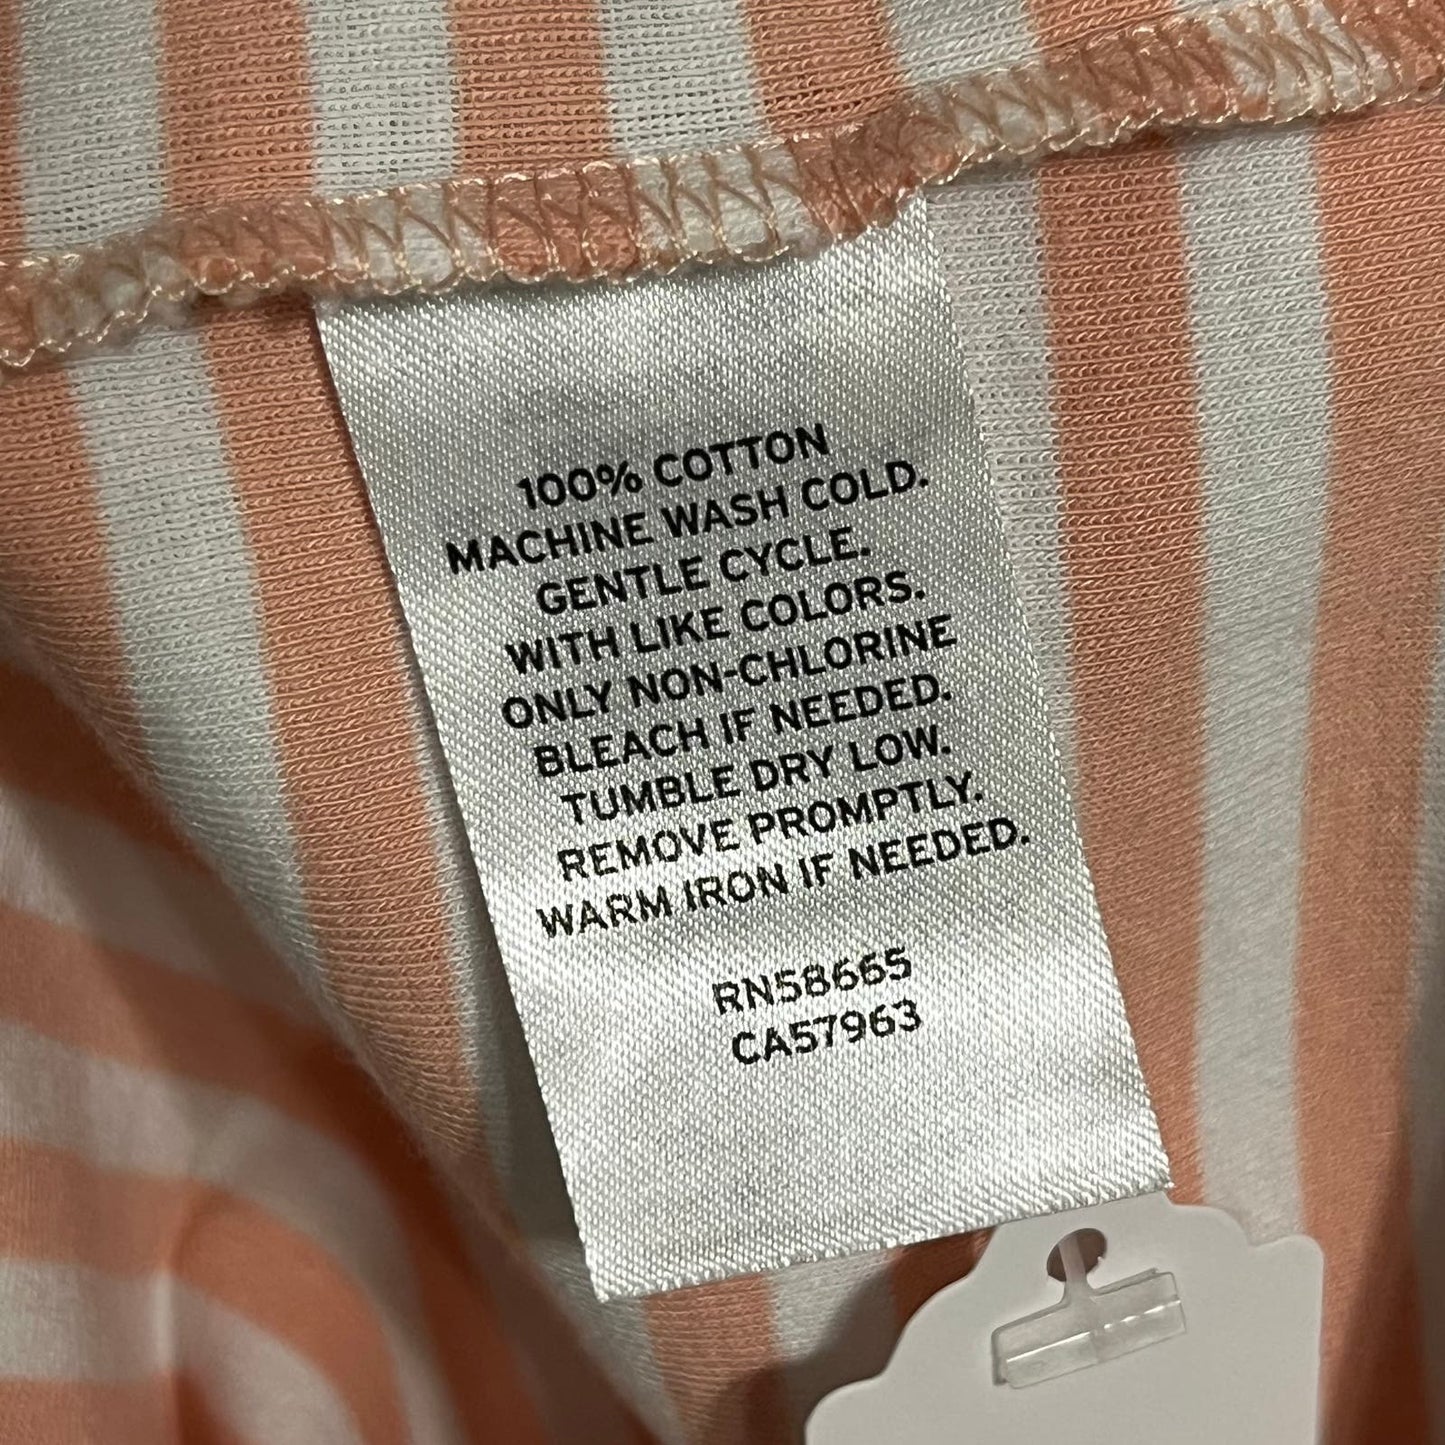 100% COTTON
MACHINE WASH COLD.
GENTLE CYCLE.
WITH LIKE COLORS.
ONLY NON-CHLORINE
BLEACH IF NEEDED.
TUMBLE DRY LOW.
REMOVE PROMPTLY.
WARM IRON IF NEEDED.
RN58665
CA57963